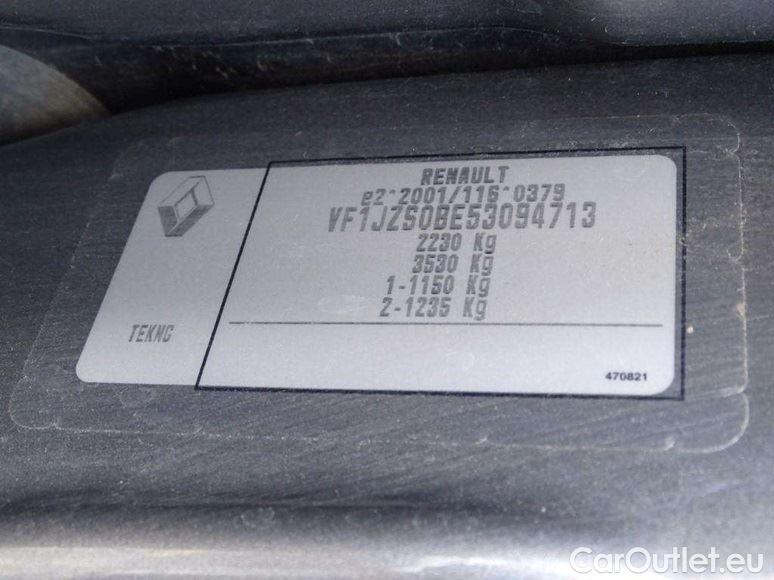 RENAULT
e2*2001/116*0379
VF1JZS0BE53094713
2230 Kg
3530 Kg
1-1150 Kg
2-1235 Kg
TEKNG
470821
CarOutlet.eu